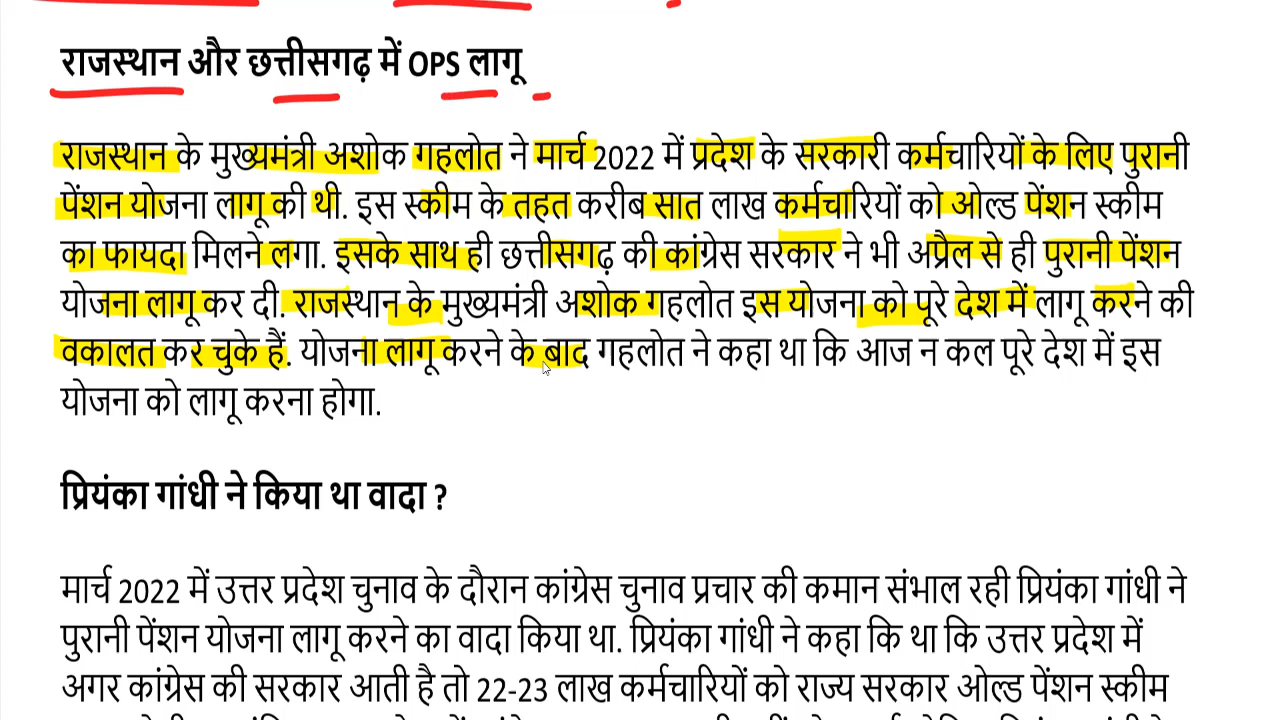 राजस्थान और छत्तीसगढ़ में OPS लागू
राजस्थान के मुख्यमंत्री अशोक गहलोत ने मार्च 2022 में प्रदेश के सरकारी कर्मचारियों के लिए पुरानी
पेंशन योजना लागू की थी. इस स्कीम के तहत करीब सात लाख कर्मचारियों को ओल्ड पेंशन स्कीम
का फायदा मिलने लगा. इसके साथ ही छत्तीसगढ़ की कांग्रेस सरकार ने भी अप्रैल से ही पुरानी पेंशन
योजना लागू कर दी. राजस्थान के मुख्यमंत्री अशोक गहलोत इस योजना को पूरे देश में लागू करने की
वकालत कर चुके हैं. योजना लागू करने के बाद गहलोत ने कहा था कि आज न कल पूरे देश में इस
योजना को लागू करना होगा.
प्रियंका गांधी ने किया था वादा ?
मार्च 2022 में उत्तर प्रदेश चुनाव के दौरान कांग्रेस चुनाव प्रचार की कमान संभाल रही प्रियंका गांधी ने
पुरानी पेंशन योजना लागू करने का वादा किया था. प्रियंका गांधी ने कहा कि था कि उत्तर प्रदेश में
अगर कांग्रेस की सरकार आती है तो 22-23 लाख कर्मचारियों को राज्य सरकार ओल्ड पेंशन स्कीम